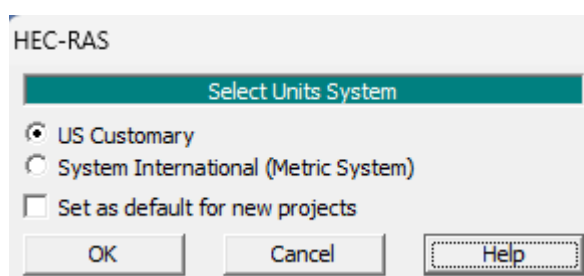 HEC-RAS
Select Units System
US Customary
System International (Metric System)
Set as default for new projects
OK Cancel Help